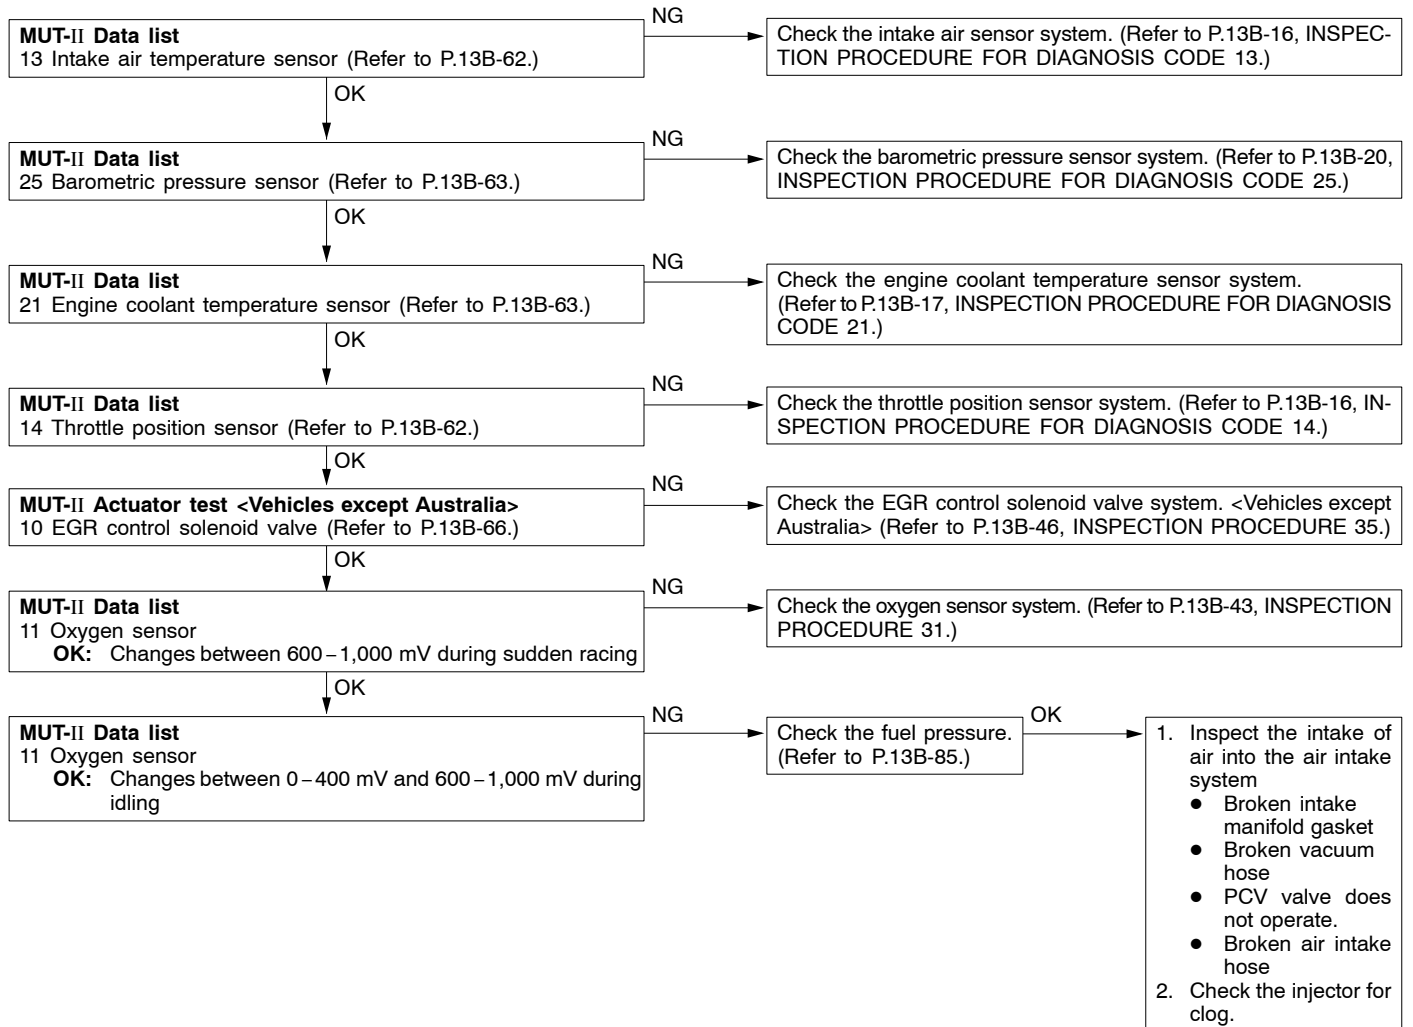 MUT-II Data list
13 Intake air temperature sensor (Refer to P.13B-62.)
NG
Check the intake air sensor system. (Refer to P.13B-16, INSPEC-
TION PROCEDURE FOR DIAGNOSIS CODE 13.)
OK
MUT-II Data list
25 Barometric pressure sensor (Refer to P.13B-63.)
NG
Check the barometric pressure sensor system. (Refer to P.13B-20,
INSPECTION PROCEDURE FOR DIAGNOSIS CODE 25.)
OK
MUT-II Data list
21 Engine coolant temperature sensor (Refer to P.13B-63.)
NG
Check the engine coolant temperature sensor system.
(Refer to P.13B-17, INSPECTION PROCEDURE FOR DIAGNOSIS
CODE 21.)
OK
MUT-II Data list
14 Throttle position sensor (Refer to P.13B-62.)
NG
Check the throttle position sensor system. (Refer to P.13B-16, IN-
SPECTION PROCEDURE FOR DIAGNOSIS CODE 14.)
OK
MUT-II Actuator test <Vehicles except Australia>
10 EGR control solenoid valve (Refer to P.13B-66.)
NG
Check the EGR control solenoid valve system. <Vehicles except
Australia> (Refer to P.13B-46, INSPECTION PROCEDURE 35.)
OK
MUT-II Data list
11 Oxygen sensor
OK: Changes between 600–1,000 mV during sudden racing
NG
Check the oxygen sensor system. (Refer to P.13B-43, INSPECTION
PROCEDURE 31.)
OK
MUT-II Data list
11 Oxygen sensor
OK: Changes between 0–400 mV and 600–1,000 mV during
idling
NG
Check the fuel pressure.
(Refer to P.13B-85.)
OK
1. Inspect the intake of
air into the air intake
system
● Broken intake
manifold gasket
● Broken vacuum
hose
● PCV valve does
not operate.
● Broken air intake
hose
2. Check the injector for
clog.